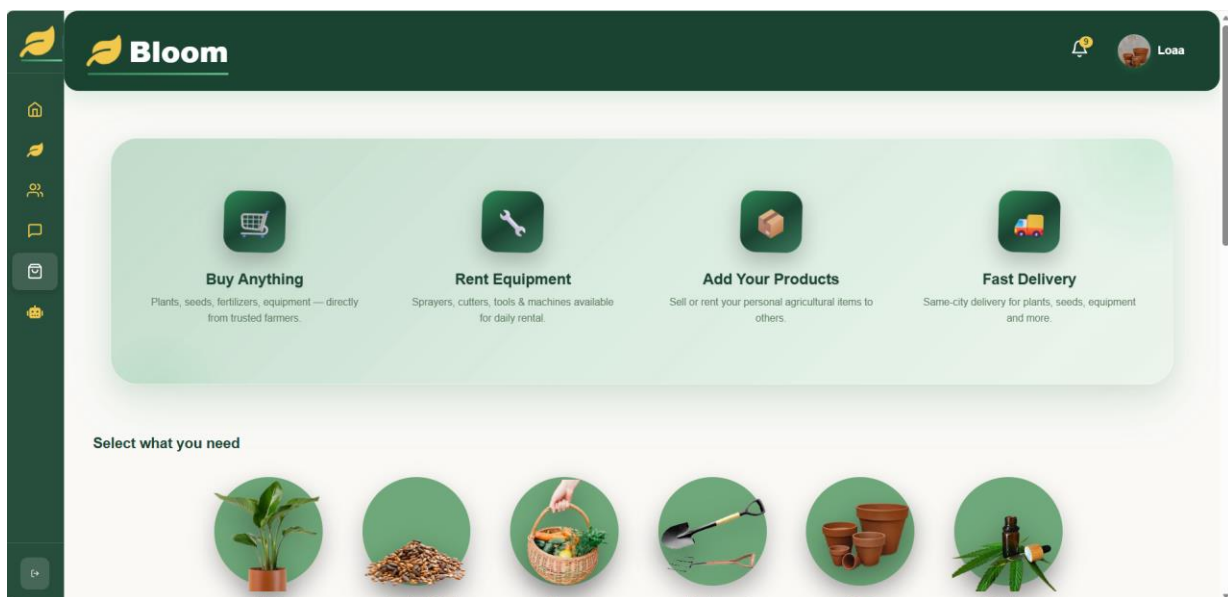 Bloom
9
Loaa
Buy Anything
Plants, seeds, fertilizers, equipment — directly
from trusted farmers.
Rent Equipment
Sprayers, cutters, tools & machines available
for daily rental.
Add Your Products
Sell or rent your personal agricultural items to
others.
Fast Delivery
Same-city delivery for plants, seeds, equipment
and more.
Select what you need